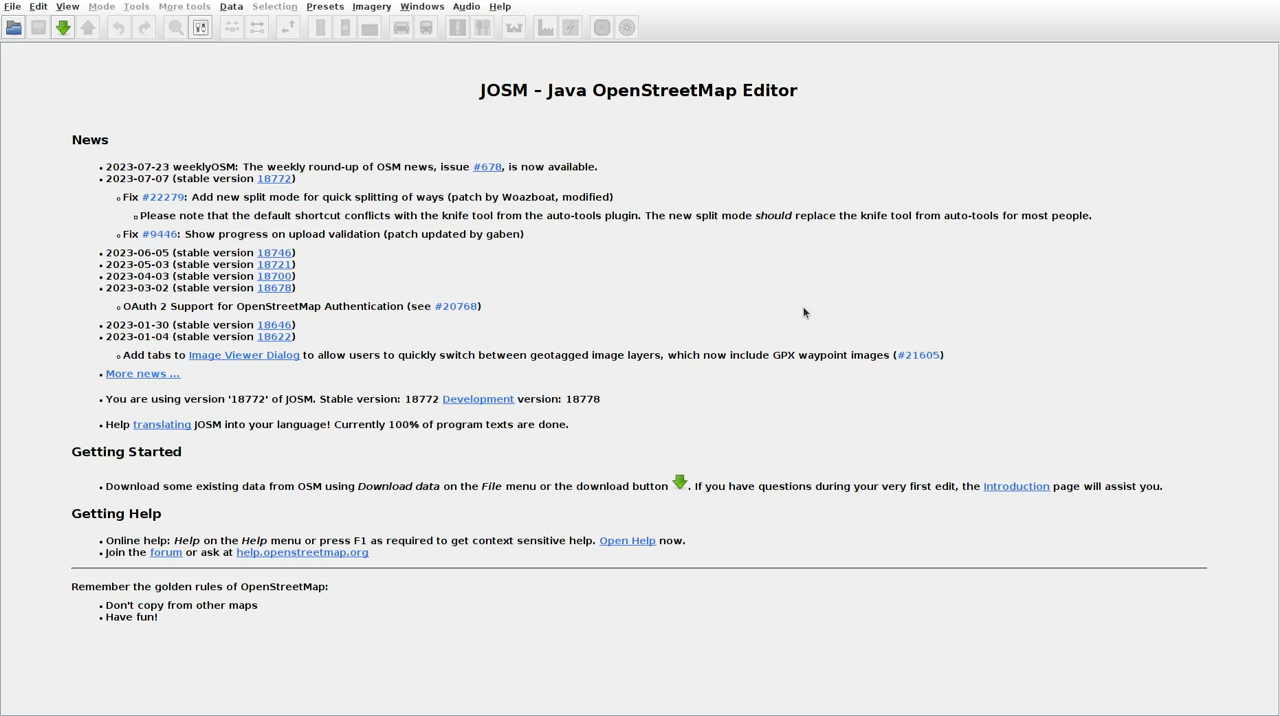 File Edit View Mode Tools More tools Data Selection Presets Imagery Windows Audio Help
JOSM – Java OpenStreetMap Editor
News
2023-07-23 weeklyOSM: The weekly round-up of OSM news, issue #678, is now available.
2023-07-07 (stable version 18772)
Fix #22279: Add new split mode for quick splitting of ways (patch by Woazboat, modified)
Please note that the default shortcut conflicts with the knife tool from the auto-tools plugin. The new split mode should replace the knife tool from auto-tools for most people.
Fix #9446: Show progress on upload validation (patch updated by gaben)
2023-06-05 (stable version 18746)
2023-05-03 (stable version 18721)
2023-04-03 (stable version 18700)
2023-03-02 (stable version 18678)
OAuth 2 Support for OpenStreetMap Authentication (see #20768)
2023-01-30 (stable version 18646)
2023-01-04 (stable version 18622)
Add tabs to Image Viewer Dialog to allow users to quickly switch between geotagged image layers, which now include GPX waypoint images (#21605)
More news ...
You are using version '18772' of JOSM. Stable version: 18772 Development version: 18778
Help translating JOSM into your language! Currently 100% of program texts are done.
Getting Started
Download some existing data from OSM using Download data on the File menu or the download button . If you have questions during your very first edit, the Introduction page will assist you.
Getting Help
Online help: Help on the Help menu or press F1 as required to get context sensitive help. Open Help now.
Join the forum or ask at help.openstreetmap.org
Remember the golden rules of OpenStreetMap:
Don't copy from other maps
Have fun!